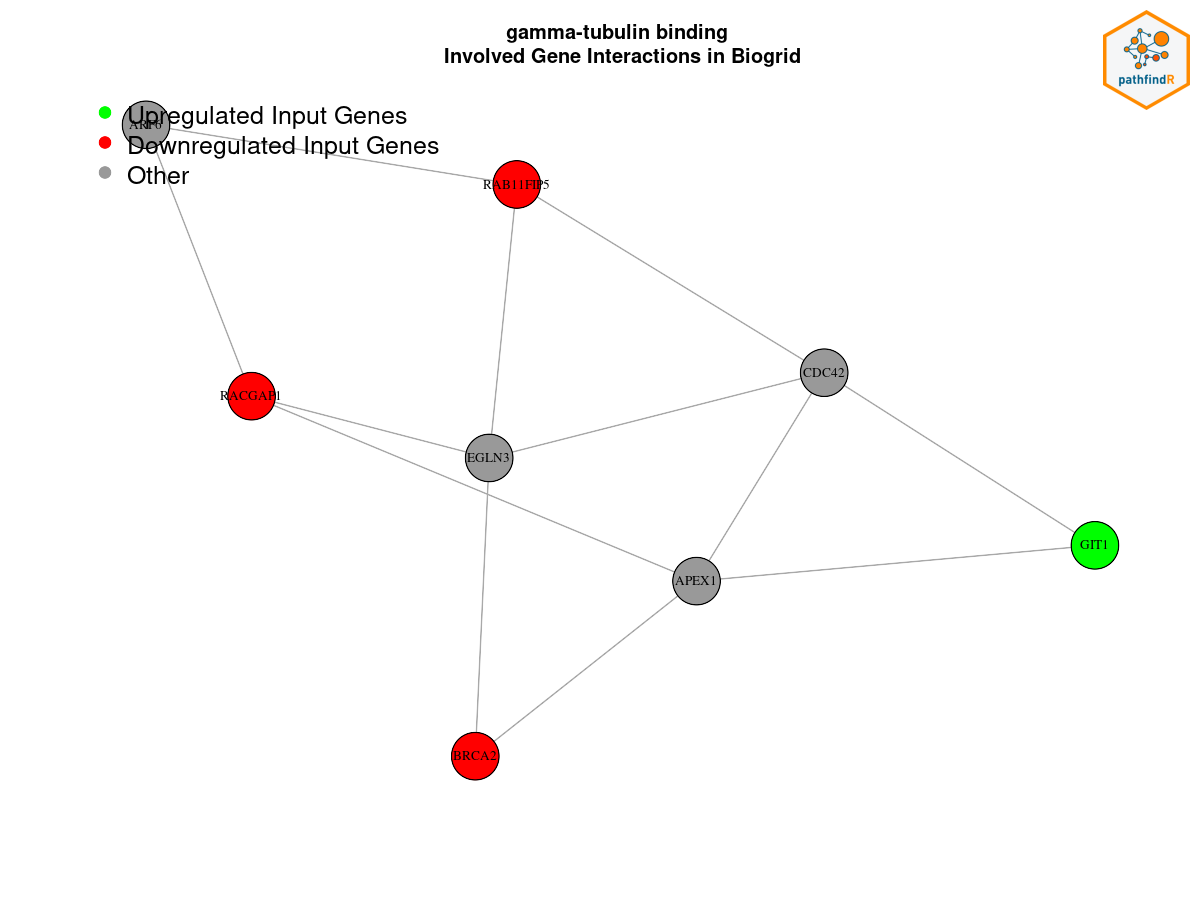 gamma-tubulin binding
Involved Gene Interactions in Biogrid
pathfindR
Upregulated Input Genes
ARF6
Downregulated Input Genes
Other
RAB11FIP5
CDC42
RACGAP1
EGLN3
GIT1
APEX1
BRCA2